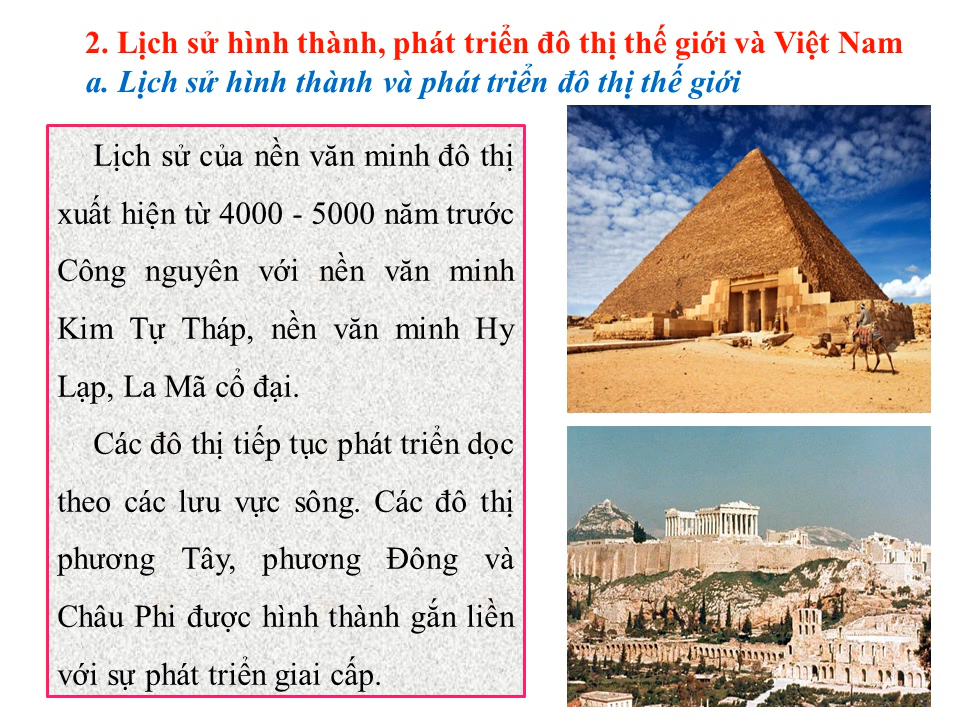 2. Lịch sử hình thành, phát triển đô thị thế giới và Việt Nam
a. Lịch sử hình thành và phát triển đô thị thế giới
Lịch sử của nền văn minh đô thị
xuất hiện từ 4000 - 5000 năm trước
Công nguyên với nền văn minh
Kim Tự Tháp, nền văn minh Hy
Lạp, La Mã cổ đại.
Các đô thị tiếp tục phát triển dọc
theo các lưu vực sông. Các đô thị
phương Tây, phương Đông và
Châu Phi được hình thành gắn liền
với sự phát triển giai cấp.